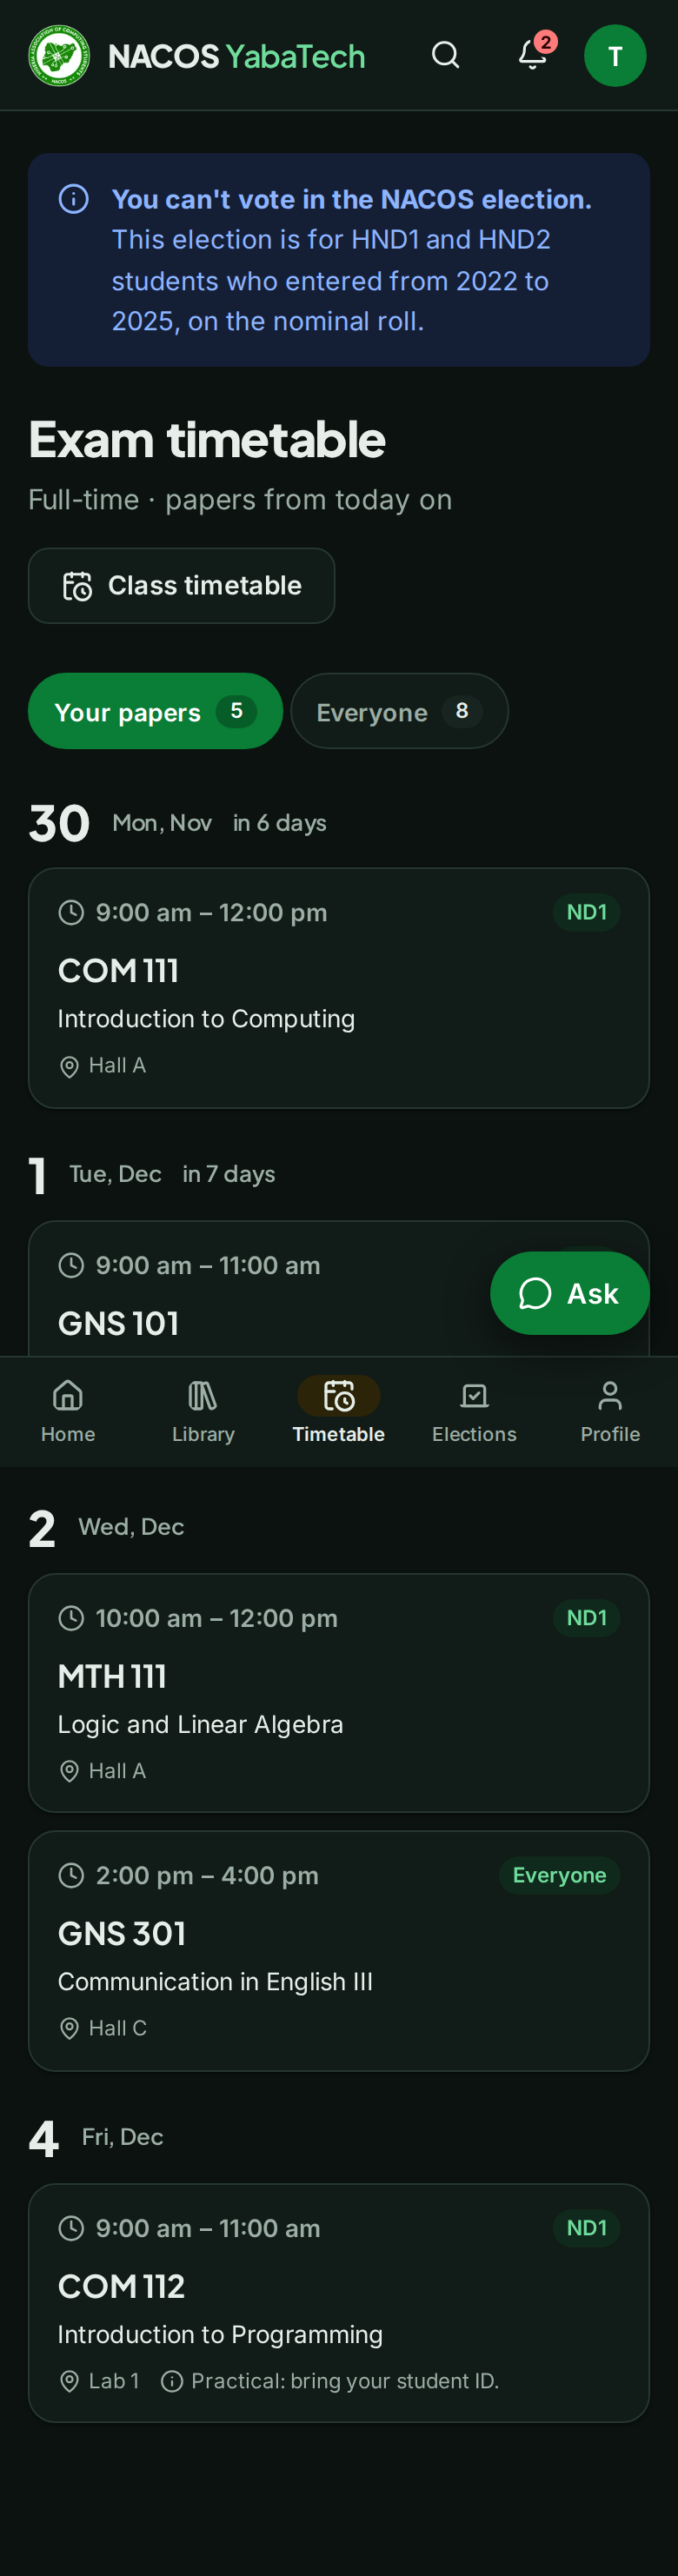 NACOS YabaTech
2
T
You can't vote in the NACOS election.
This election is for HND1 and HND2
students who entered from 2022 to
2025, on the nominal roll.
Exam timetable
Full-time · papers from today on
Class timetable
Your papers 5
Everyone 8
30 Mon, Nov in 6 days
9:00 am – 12:00 pm ND1
COM 111
Introduction to Computing
Hall A
1 Tue, Dec in 7 days
9:00 am – 11:00 am
GNS 101
Ask
Home
Library
Timetable
Elections
Profile
2 Wed, Dec
10:00 am – 12:00 pm ND1
MTH 111
Logic and Linear Algebra
Hall A
2:00 pm – 4:00 pm Everyone
GNS 301
Communication in English III
Hall C
4 Fri, Dec
9:00 am – 11:00 am ND1
COM 112
Introduction to Programming
Lab 1 Practical: bring your student ID.